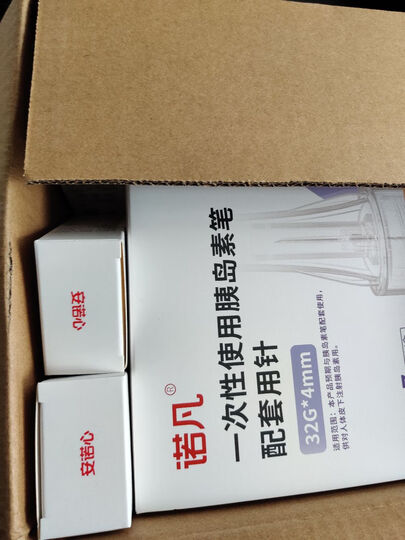 诺凡®
一次性使用胰岛素笔
配套用针
32G*4mm
适用范围：本产品预期与胰岛素笔配套使用，
供对人体皮下注射胰岛素用。
安诺心
安诺心